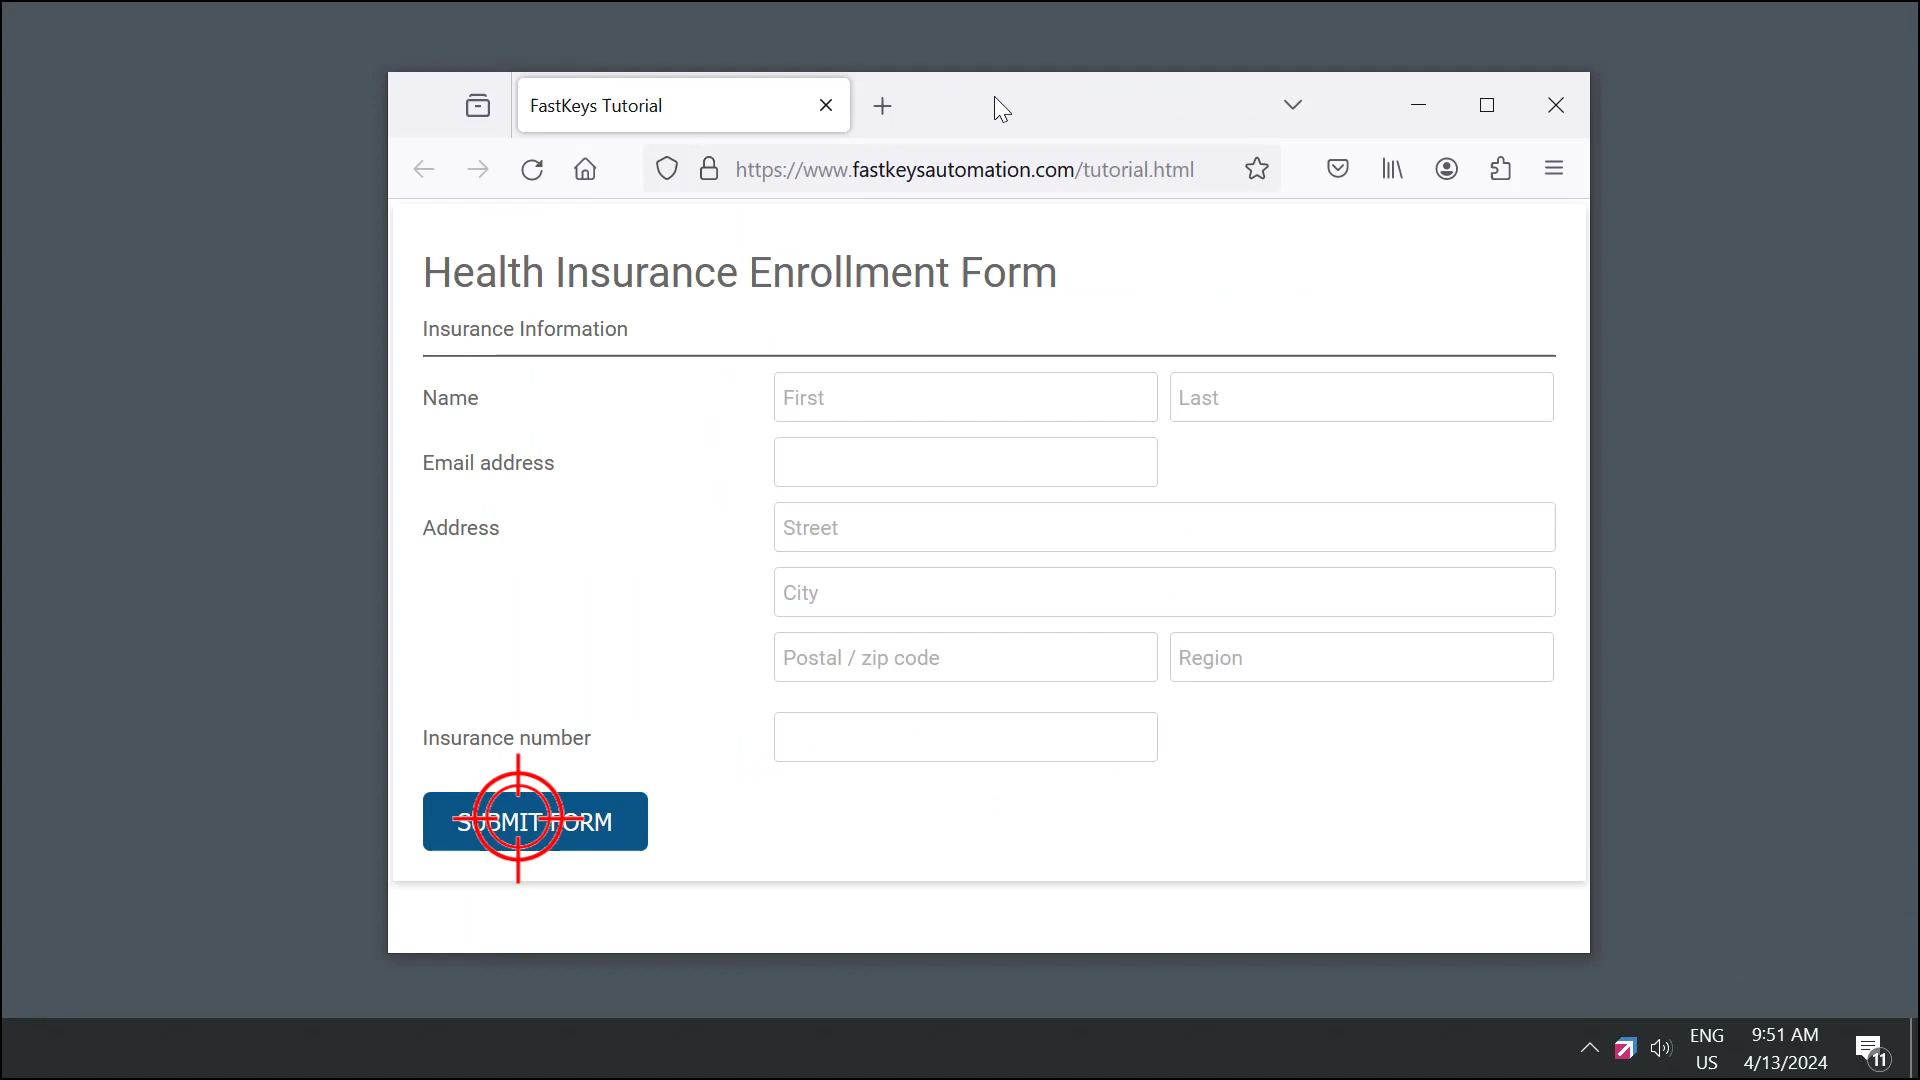 FastKeys Tutorial
https://www.fastkeysautomation.com/tutorial.html
Health Insurance Enrollment Form
Insurance Information
Name First Last
Email address
Address Street
City
Postal / zip code Region
Insurance number
SUBMIT FORM
ENG 9:51 AM
US 4/13/2024 11